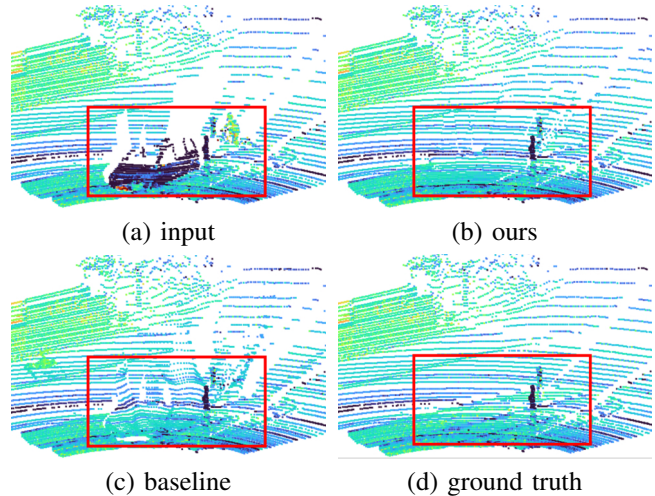 (a) input
(b) ours
(c) baseline
(d) ground truth